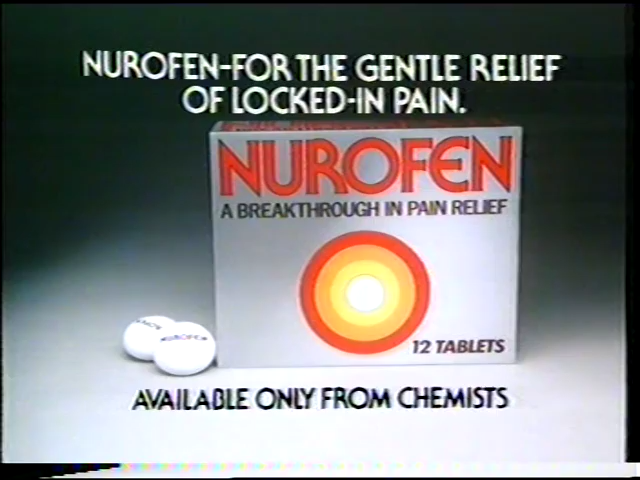 NUROFEN-FOR THE GENTLE RELIEF
OF LOCKED-IN PAIN.
NUROFEN
A BREAKTHROUGH IN PAIN RELIEF
12 TABLETS
NUROFEN
AVAILABLE ONLY FROM CHEMISTS